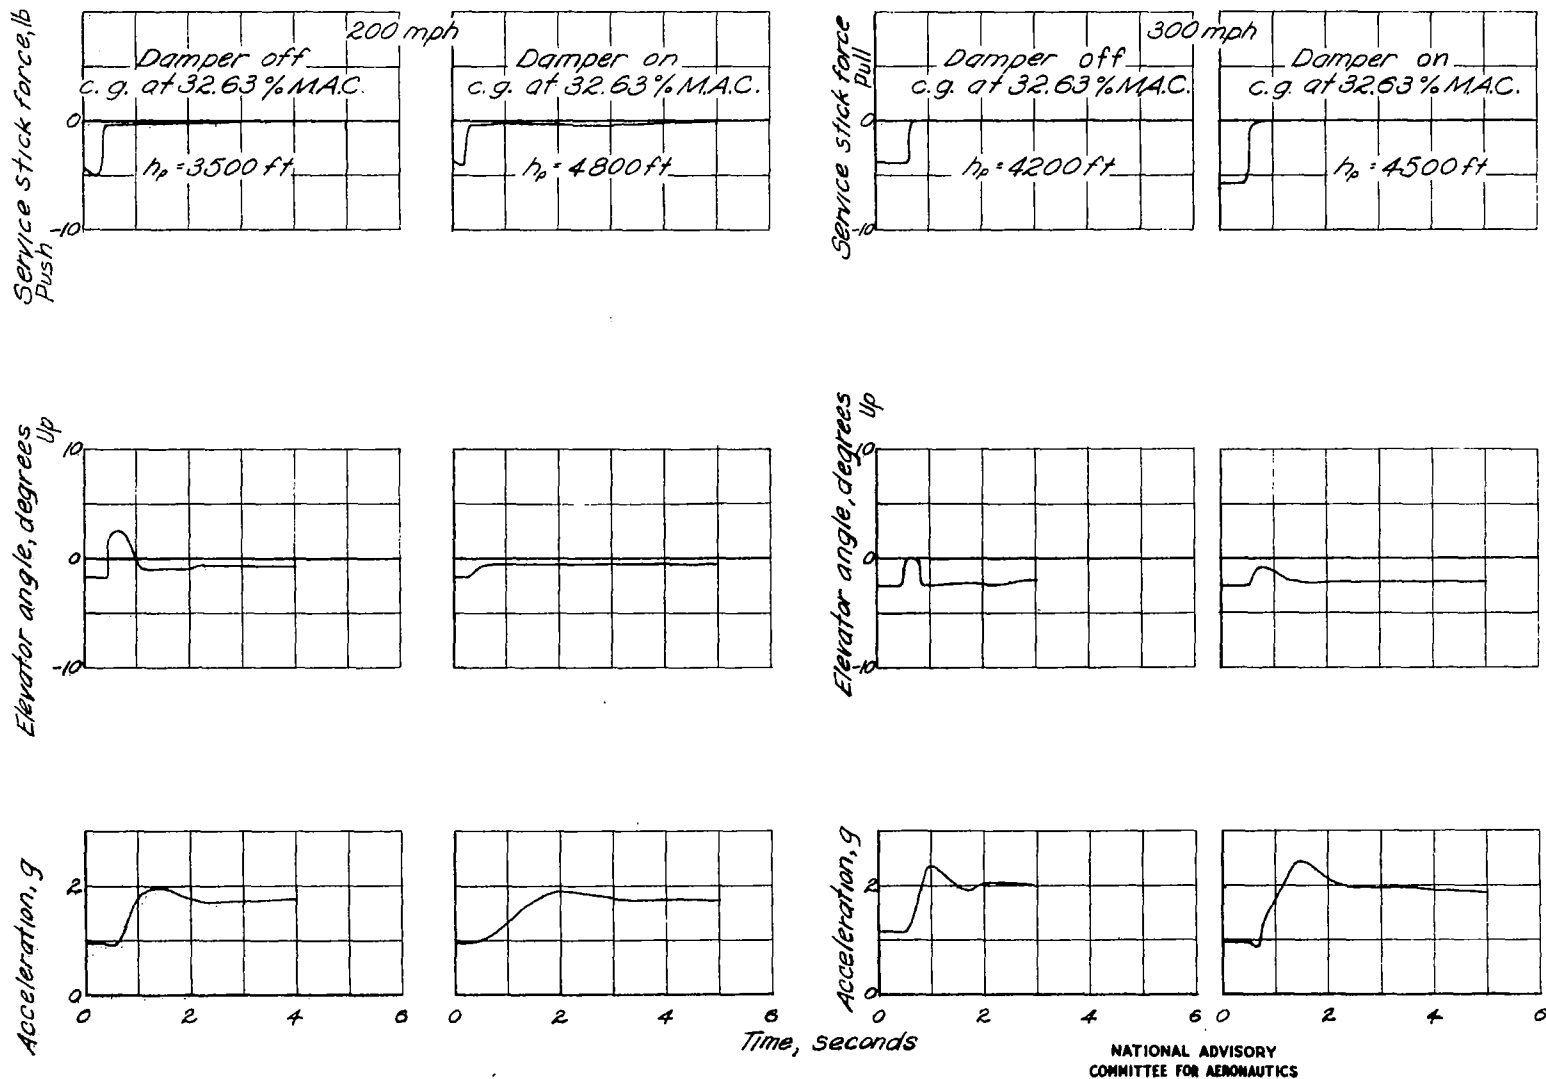 200 mph
Damper off
c.g. at 32.63% M.A.C.
Damper on
c.g. at 32.63% M.A.C.
300 mph
Damper off
c.g. at 32.63% M.A.C.
Damper on
c.g. at 32.63% M.A.C.
Service stick force, lb
Push
0
-10
hp = 3500 ft
hp = 4800 ft
Service stick force
Pull
0
-10
hp = 4200 ft
hp = 4500 ft
Elevator angle, degrees
Up
10
0
-10
Elevator angle, degrees
Up
10
0
-10
Acceleration, g
2
0
Acceleration, g
2
0
0 2 4 6
0 2 4 6
0 2 4 6
0 2 4 6
Time, seconds
NATIONAL ADVISORY
COMMITTEE FOR AERONAUTICS